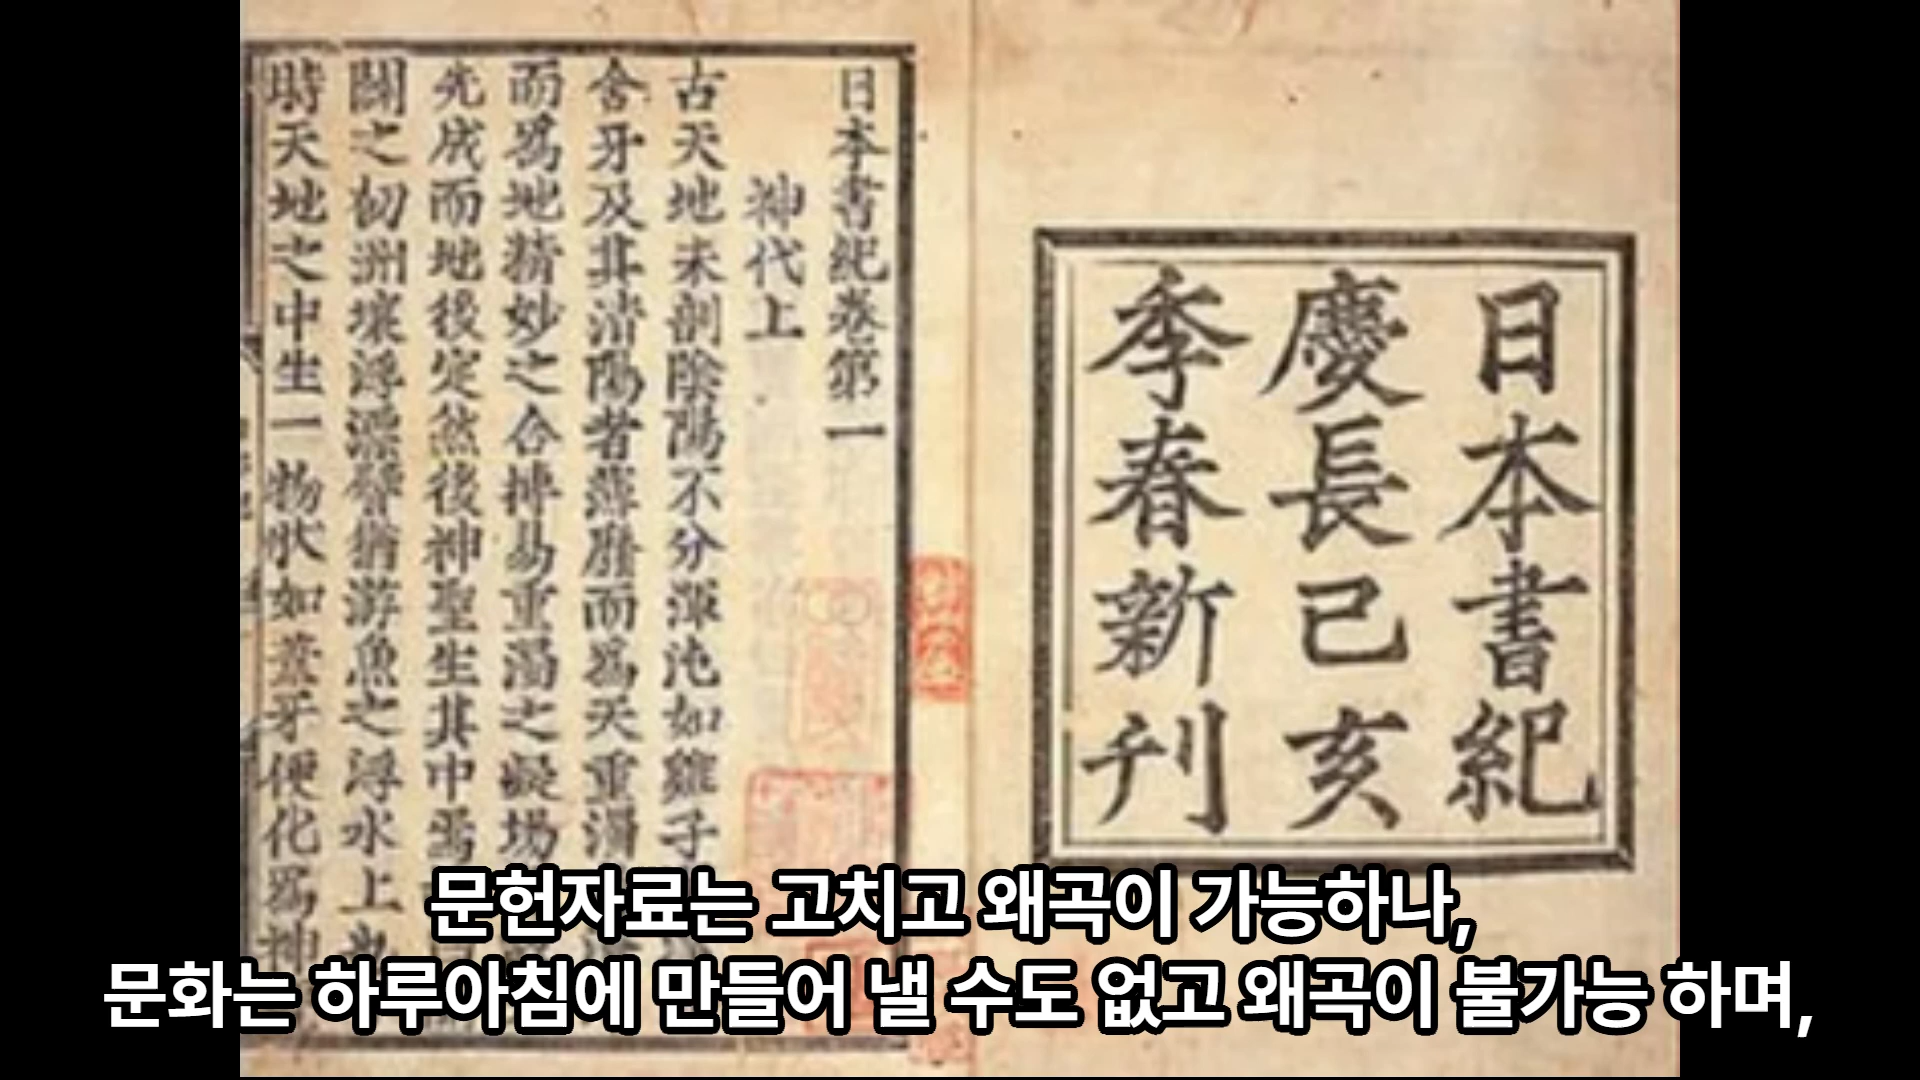 日本書紀
慶長己亥
季春新刊
日本書紀卷第一
神代上
古天地未剖陰陽不分渾沌如雞子
含牙及其清陽者薄靡而爲天重濁
而爲地精妙之合搏易重濁之凝場
先成而地後定然後神聖生其中焉
闢之初洲壤浮漂譬猶游魚之浮水上
時天地之中生一物狀如葦牙便化爲神
문헌자료는 고치고 왜곡이 가능하나,
문화는 하루아침에 만들어 낼 수도 없고 왜곡이 불가능 하며,